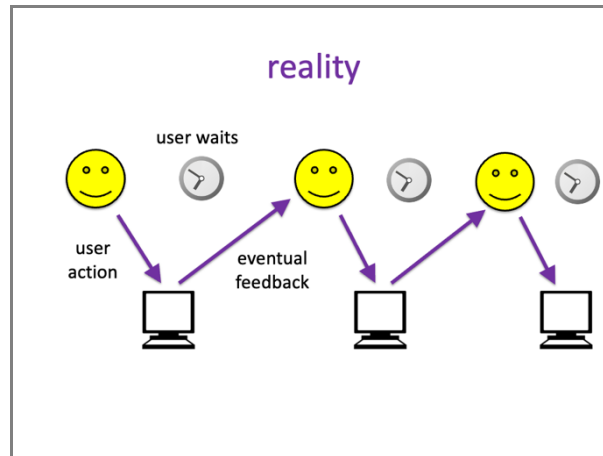 reality
user waits
user
action
eventual
feedback